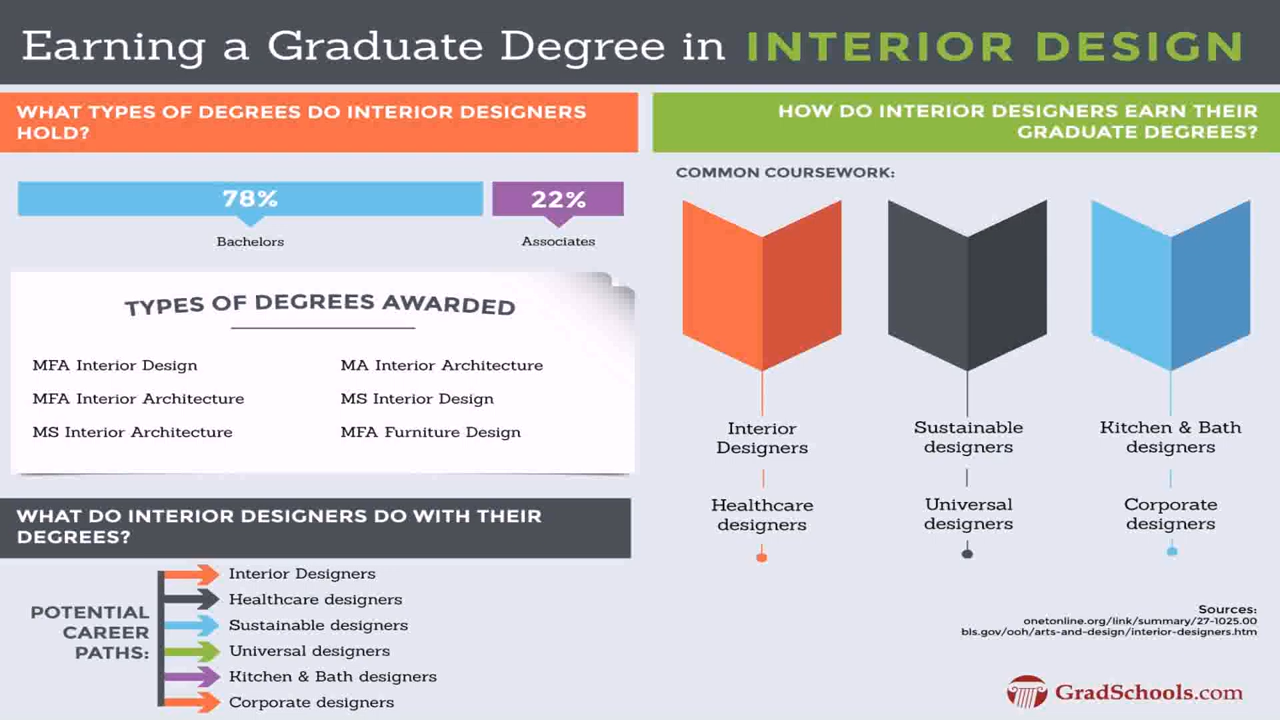 Earning a Graduate Degree in INTERIOR DESIGN
WHAT TYPES OF DEGREES DO INTERIOR DESIGNERS
HOLD?
78%
22%
Bachelors
Associates
TYPES OF DEGREES AWARDED
MFA Interior Design
MA Interior Architecture
MFA Interior Architecture
MS Interior Design
MS Interior Architecture
MFA Furniture Design
WHAT DO INTERIOR DESIGNERS DO WITH THEIR
DEGREES?
POTENTIAL
CAREER
PATHS:
Interior Designers
Healthcare designers
Sustainable designers
Universal designers
Kitchen & Bath designers
Corporate designers
HOW DO INTERIOR DESIGNERS EARN THEIR
GRADUATE DEGREES?
COMMON COURSEWORK:
Interior
Designers
Healthcare
designers
Sustainable
designers
Universal
designers
Kitchen & Bath
designers
Corporate
designers
Sources:
onetonline.org/link/summary/27-1025.00
bls.gov/ooh/arts-and-design/interior-designers.htm
GradSchools.com